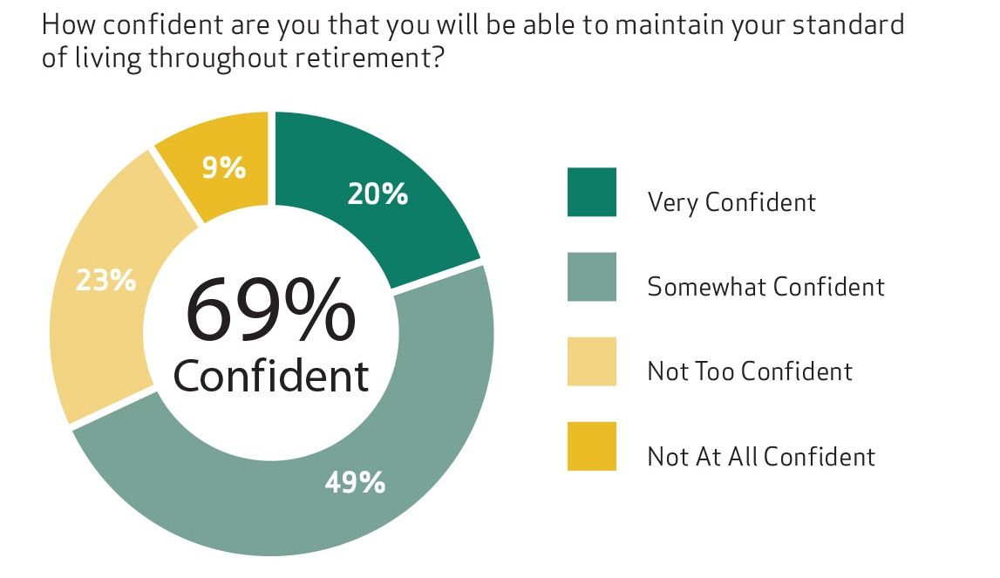 How confident are you that you will be able to maintain your standard
of living throughout retirement?
9%
20%
23%
69%
Confident
49%
Very Confident
Somewhat Confident
Not Too Confident
Not At All Confident